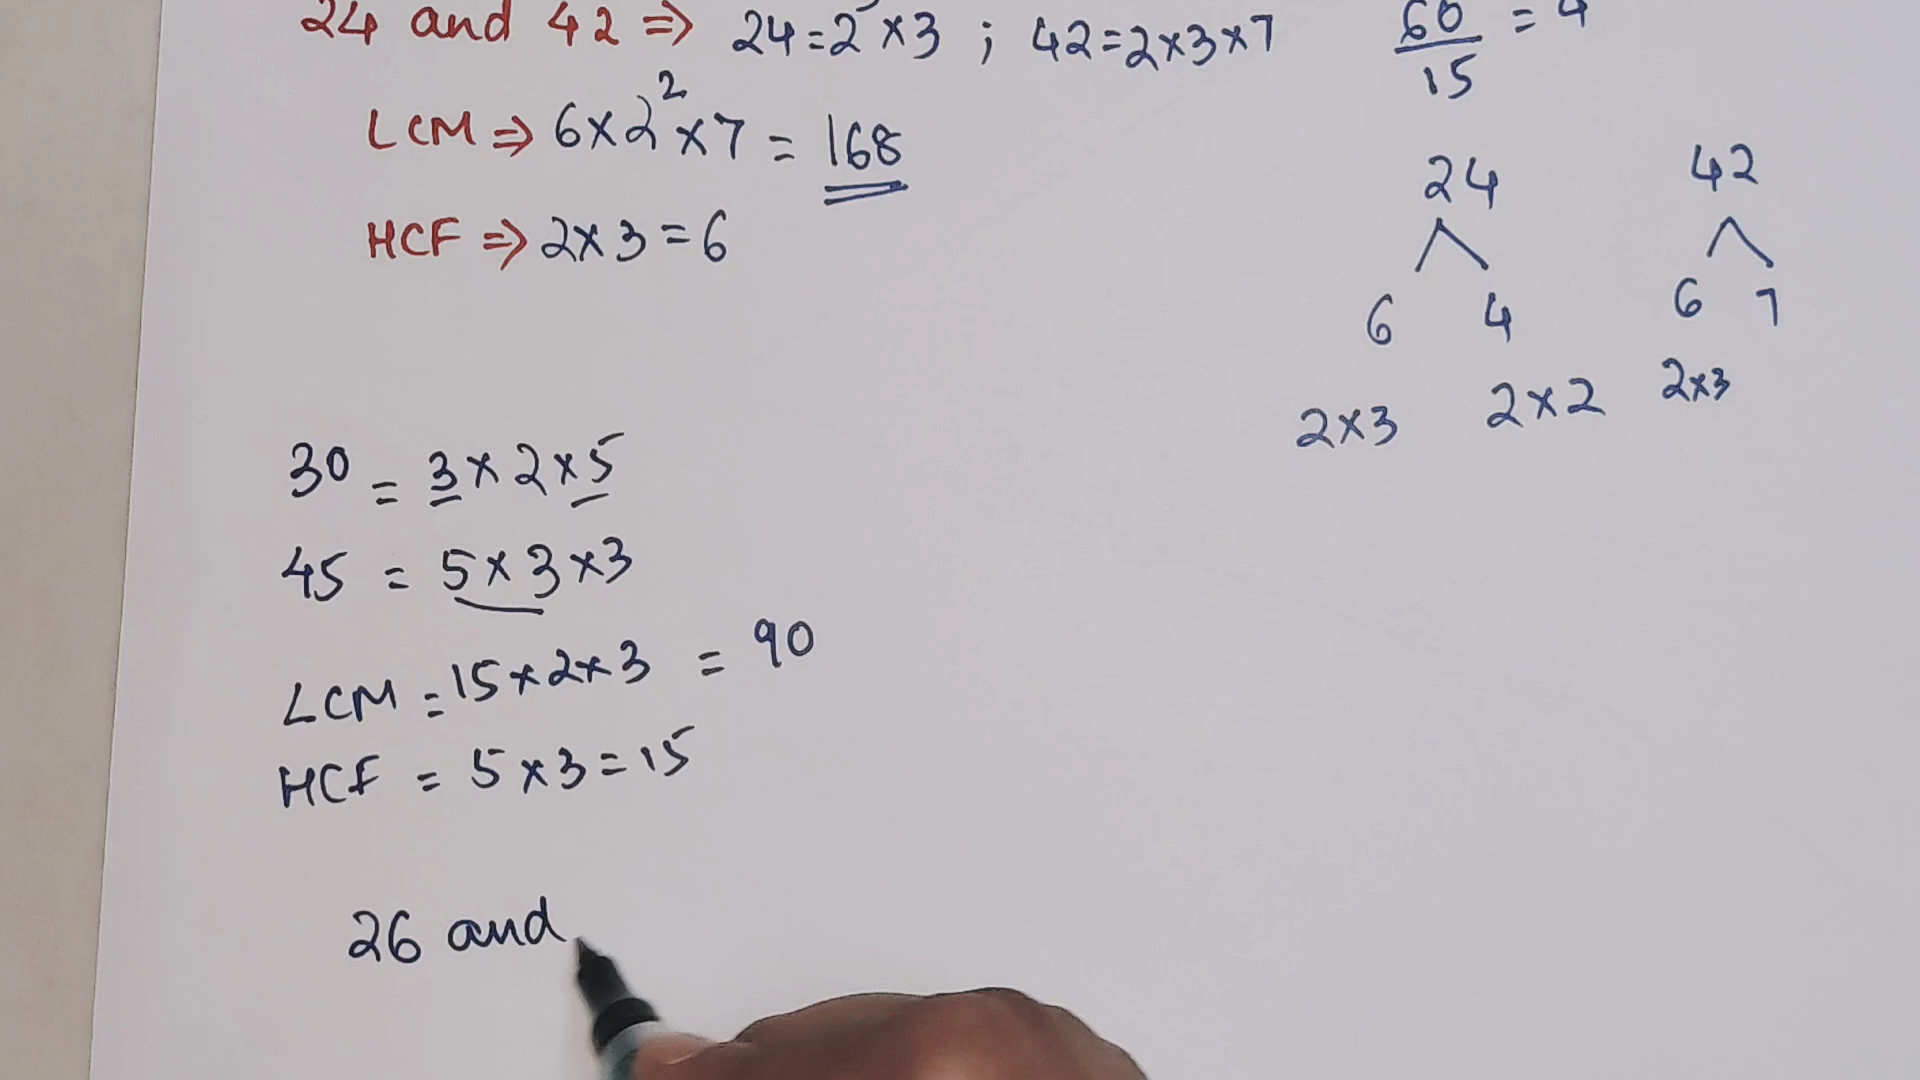 24 and 42 ⇒ 24=2 ×3 ; 42=2×3×7
60/15 = 4
LCM ⇒ 6×2²×7 = 168
HCF ⇒ 2×3=6
24 42
6 4 6 7
2×3 2×2 2×3
30 = 3×2×5
45 = 5×3×3
LCM = 15×2×3 = 90
HCF = 5×3=15
26 and